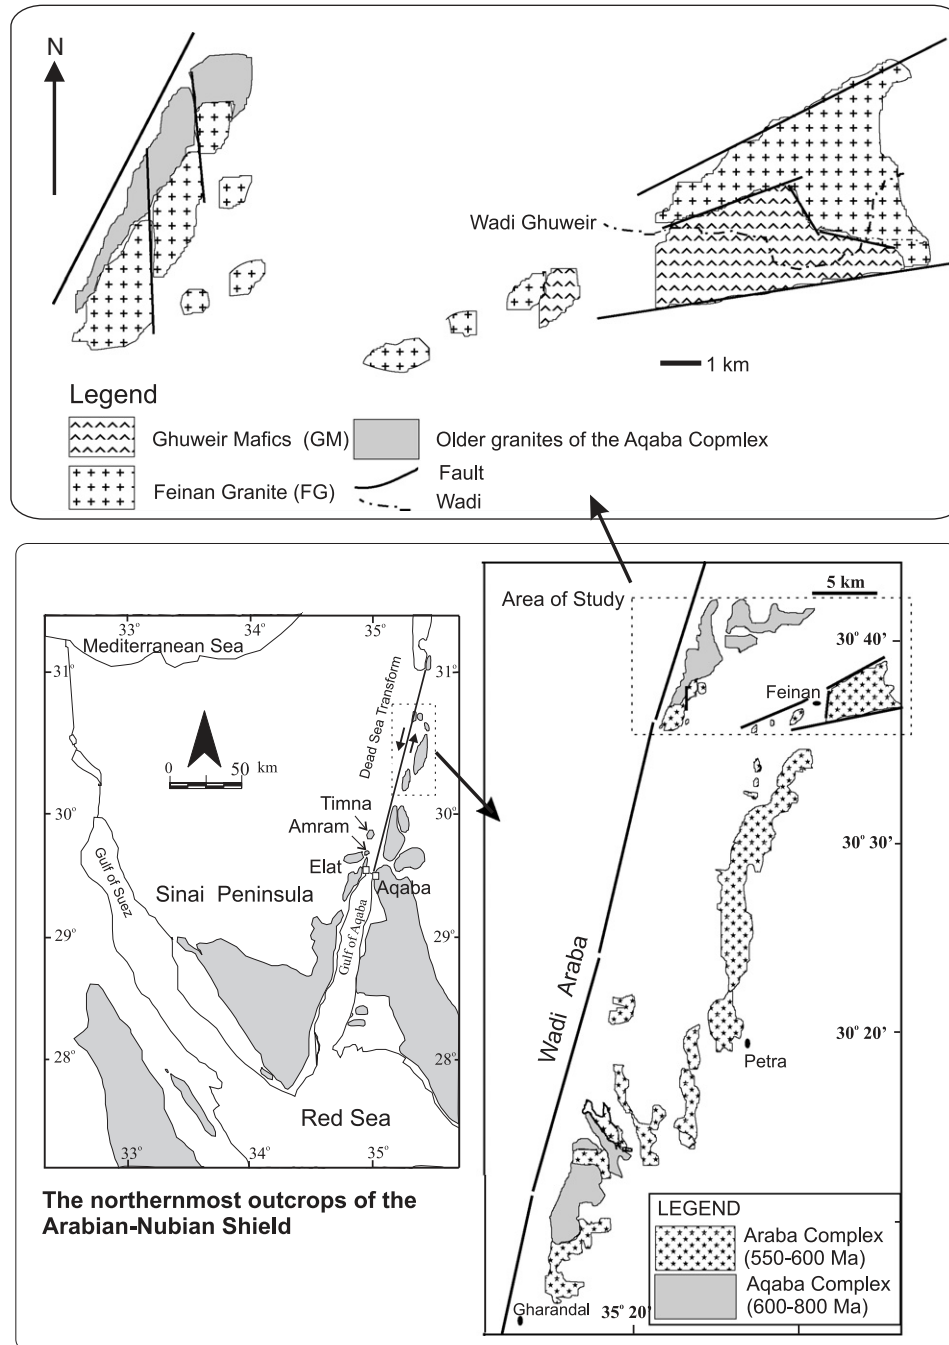 N
Wadi Ghuweir
1 km
Legend
Ghuweir Mafics (GM)
Older granites of the Aqaba Copmlex
Feinan Granite (FG)
Fault
Wadi
Area of Study
5 km
30° 40'
Feinan
30° 30'
Wadi Araba
30° 20'
Petra
Gharandal
35° 20'
LEGEND
Araba Complex
(550-600 Ma)
Aqaba Complex
(600-800 Ma)
33°
34°
35°
Mediterranean Sea
31°
31°
Dead Sea Transform
0 50 km
30°
30°
Timna
Amram
Elat
Aqaba
Gulf of Suez
Sinai Peninsula
Gulf of Aqaba
29°
29°
28°
28°
Red Sea
33°
34°
35°
The northernmost outcrops of the
Arabian-Nubian Shield